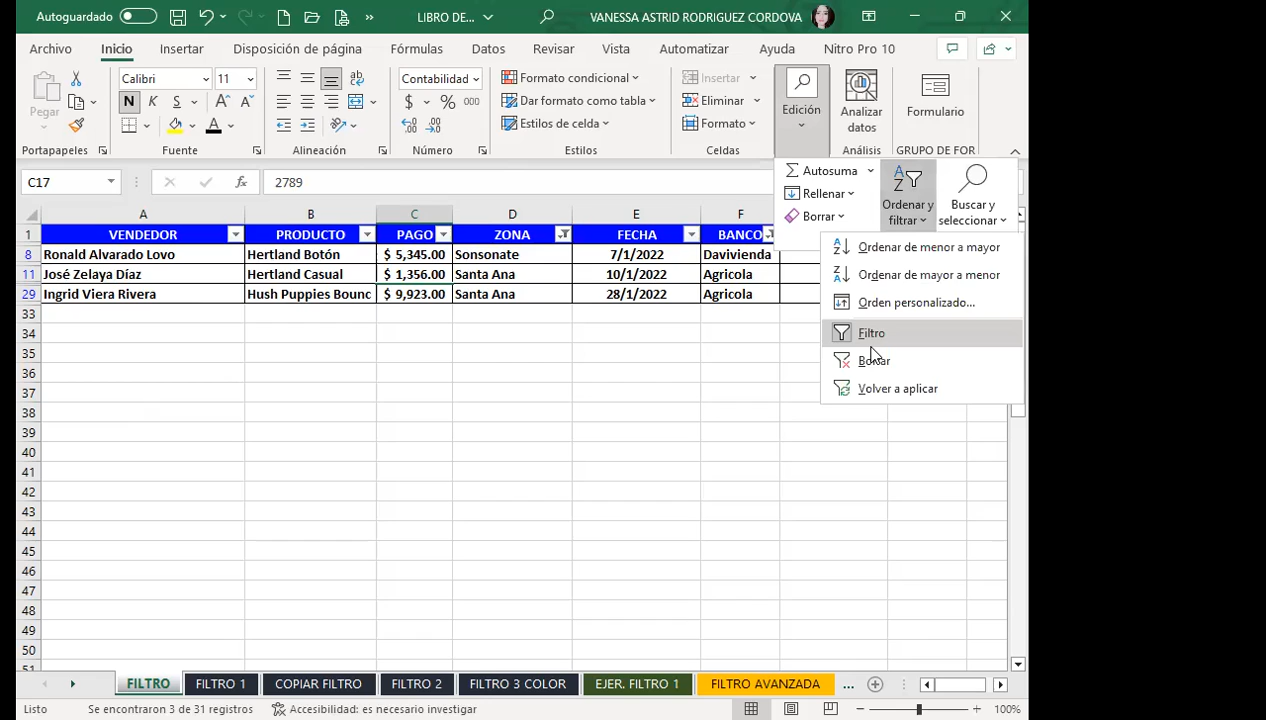 Autoguardado LIBRO DE... VANESSA ASTRID RODRIGUEZ CORDOVA
Archivo Inicio Insertar Disposición de página Fórmulas Datos Revisar Vista Automatizar Ayuda Nitro Pro 10
Pegar
Calibri 11
N K S A A
A
ab
Contabilidad
$ % 000
Formato condicional
Dar formato como tabla
Estilos de celda
Insertar
Eliminar
Formato
Edición
Analizar datos
Formulario
Portapapeles Fuente Alineación Número Estilos Celdas Análisis GRUPO DE FOR
C17 fx 2789
Autosuma
Rellenar
Borrar
Ordenar y filtrar
Buscar y seleccionar
Ordenar de menor a mayor
Ordenar de mayor a menor
Orden personalizado...
Filtro
Borrar
Volver a aplicar
A B C D E F
1 VENDEDOR PRODUCTO PAGO ZONA FECHA BANCO
8 Ronald Alvarado Lovo Hertland Botón $ 5,345.00 Sonsonate 7/1/2022 Davivienda
11 José Zelaya Díaz Hertland Casual $ 1,356.00 Santa Ana 10/1/2022 Agricola
29 Ingrid Viera Rivera Hush Puppies Bounc $ 9,923.00 Santa Ana 28/1/2022 Agricola
33
34
35
36
37
38
39
40
41
42
43
44
45
46
47
48
49
50
51
FILTRO FILTRO 1 COPIAR FILTRO FILTRO 2 FILTRO 3 COLOR EJER. FILTRO 1 FILTRO AVANZADA ...
Listo Se encontraron 3 de 31 registros Accesibilidad: es necesario investigar 100%